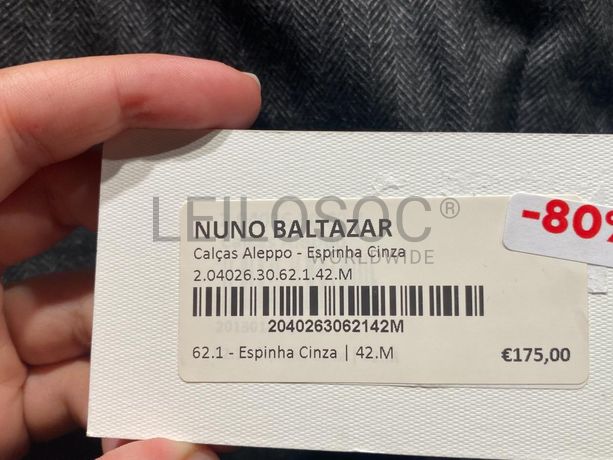 LEILOSOC®
WORLDWIDE
NUNO BALTAZAR
-80%
Calças Aleppo - Espinha Cinza
2.04026.30.62.1.42.M
2040263062142M
62.1 - Espinha Cinza | 42.M
€175,00